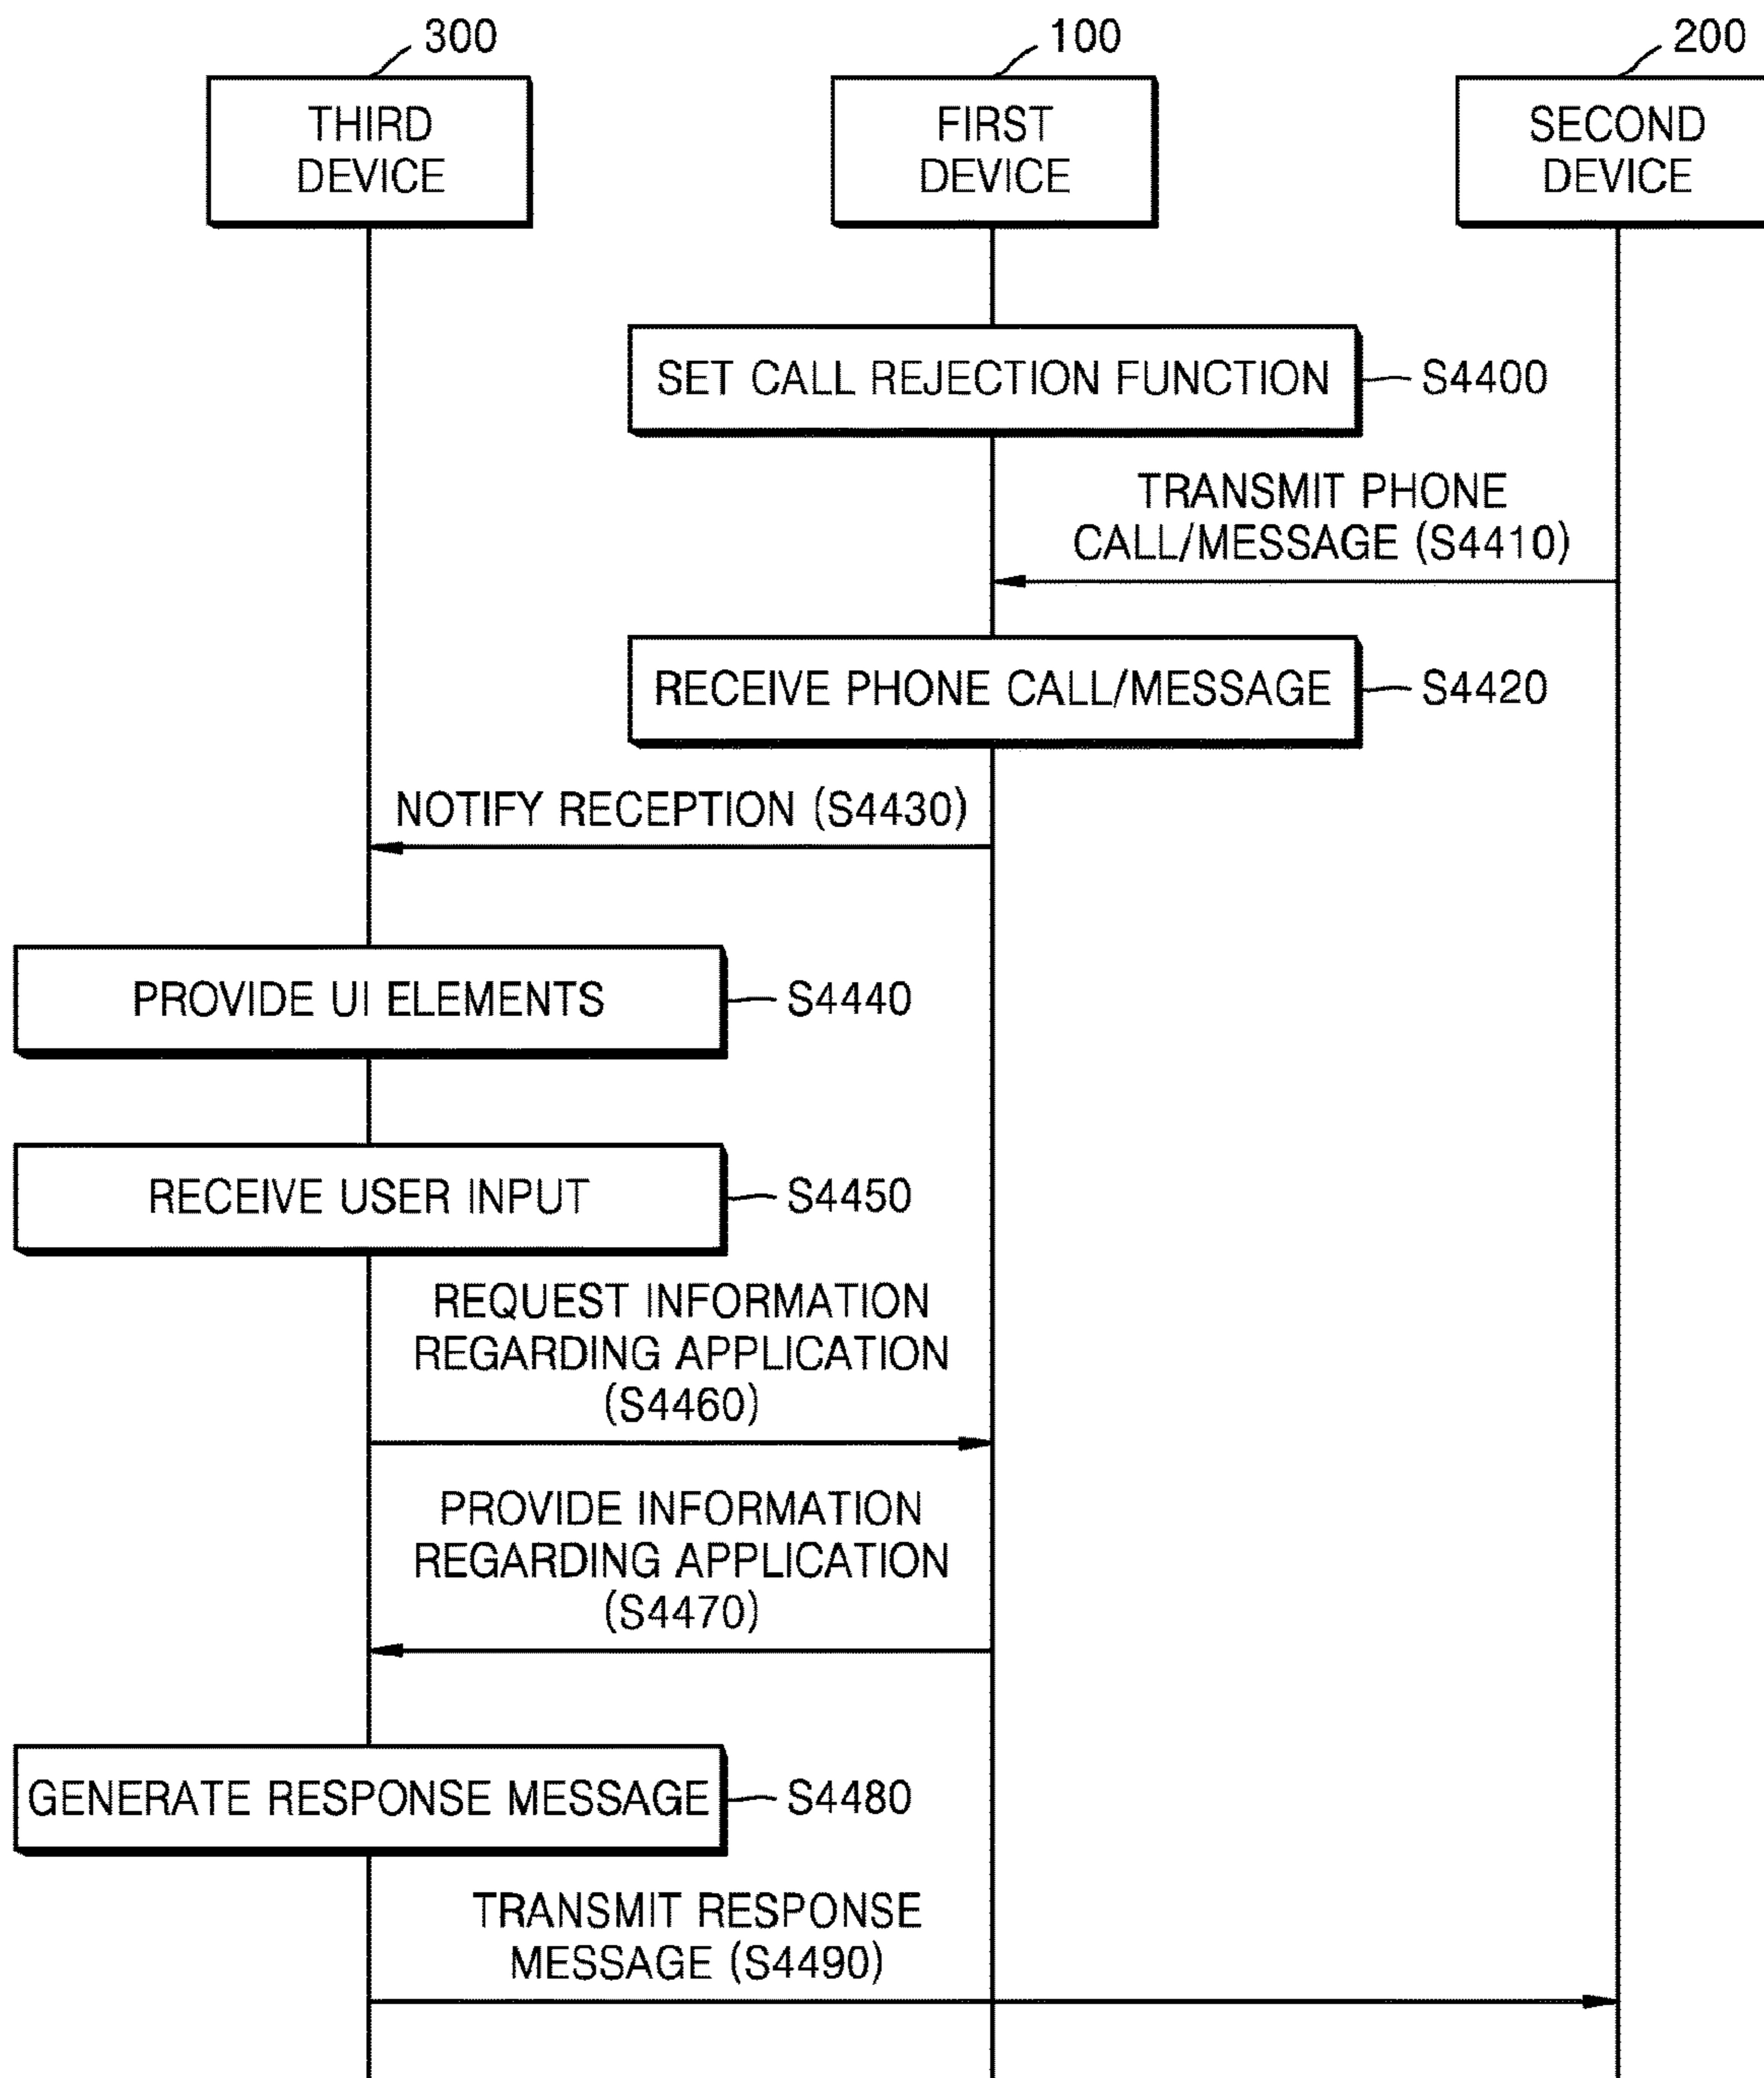 300
100
200
THIRD
DEVICE
FIRST
DEVICE
SECOND
DEVICE
SET CALL REJECTION FUNCTION
S4400
TRANSMIT PHONE
CALL/MESSAGE (S4410)
RECEIVE PHONE CALL/MESSAGE
S4420
NOTIFY RECEPTION (S4430)
PROVIDE UI ELEMENTS
S4440
RECEIVE USER INPUT
S4450
REQUEST INFORMATION
REGARDING APPLICATION
(S4460)
PROVIDE INFORMATION
REGARDING APPLICATION
(S4470)
GENERATE RESPONSE MESSAGE
S4480
TRANSMIT RESPONSE
MESSAGE (S4490)